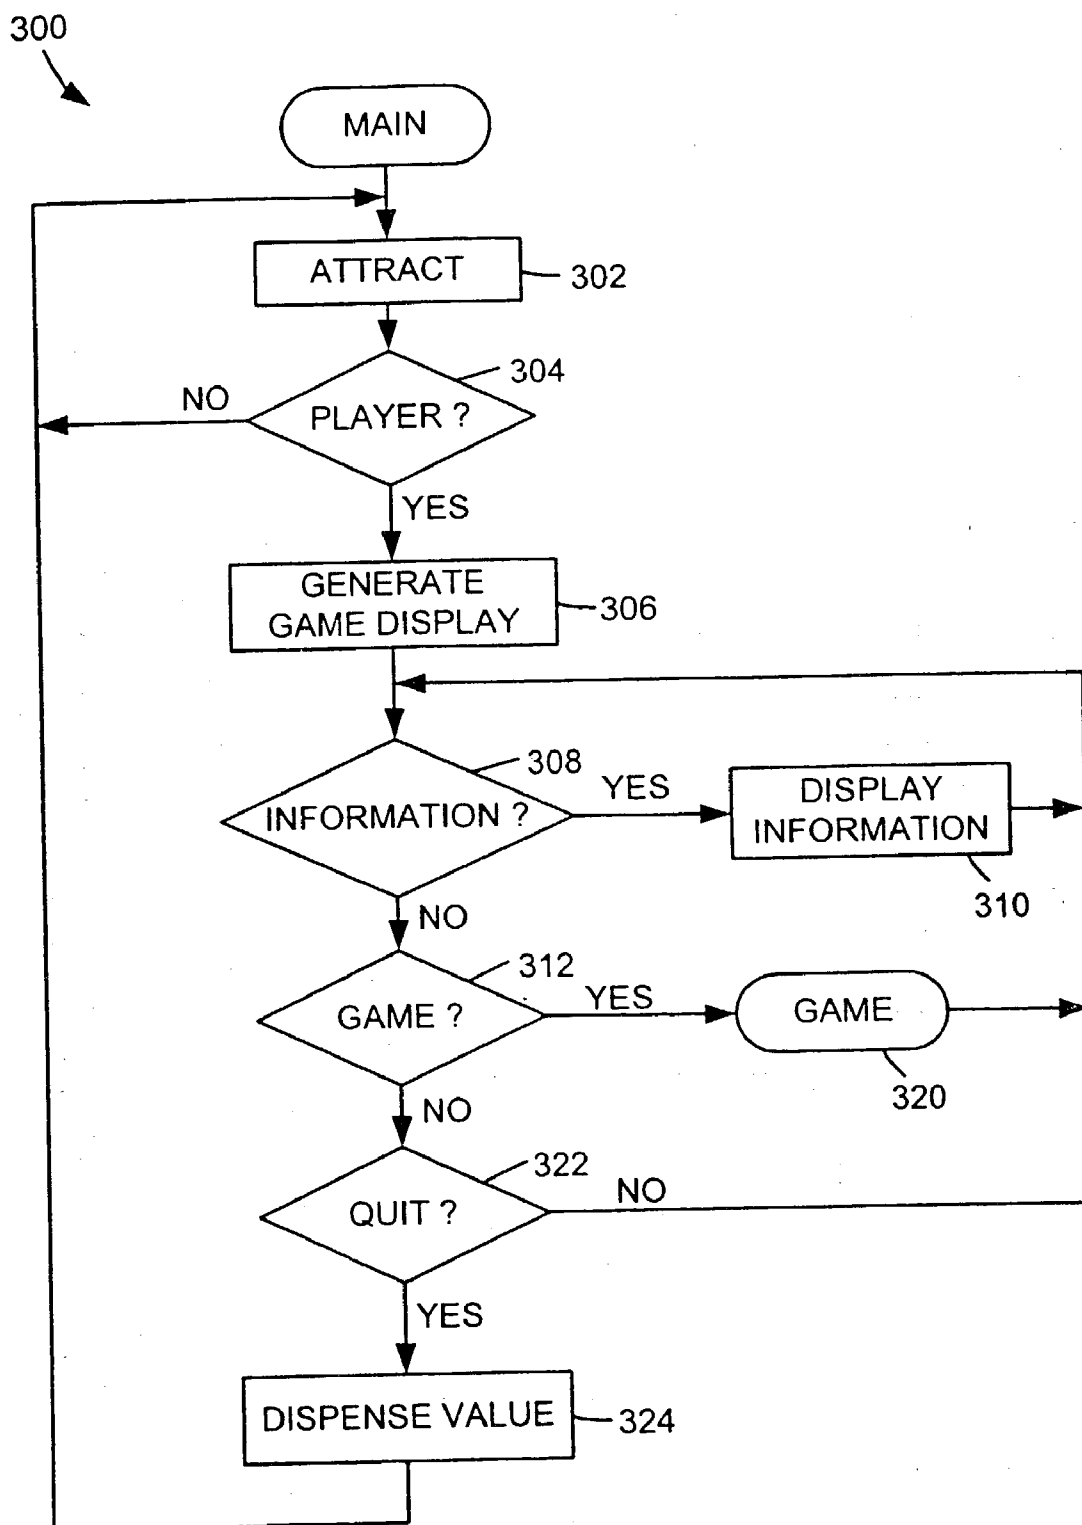 300
MAIN
ATTRACT
302
304
NO
PLAYER ?
YES
GENERATE
GAME DISPLAY
306
308
INFORMATION ?
YES
DISPLAY
INFORMATION
310
NO
312
GAME ?
YES
GAME
320
NO
322
QUIT ?
NO
YES
DISPENSE VALUE
324